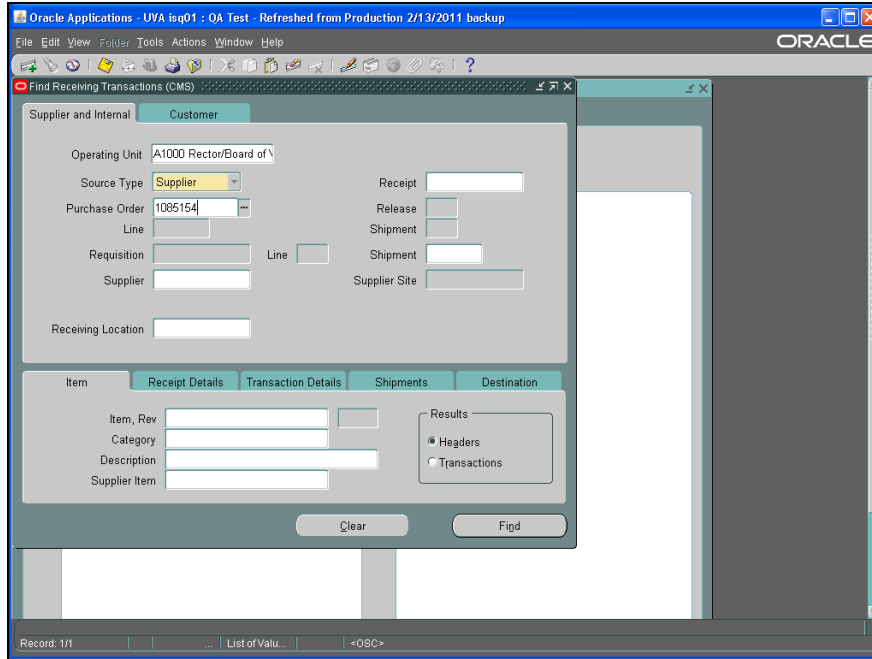 Oracle Applications - UVA isq01 : QA Test - Refreshed from Production 2/13/2011 backup
File Edit View Folder Tools Actions Window Help
ORACLE
Find Receiving Transactions (CMS)
Supplier and Internal Customer
Operating Unit A1000 Rector/Board of
Source Type Supplier Receipt
Purchase Order 1085154 ... Release
Line Shipment
Requisition Line Shipment
Supplier Supplier Site
Receiving Location
Item Receipt Details Transaction Details Shipments Destination
Item, Rev Results
Category Headers
Description Transactions
Supplier Item
Clear Find
Record: 1/1 ... List of Valu... <OSC>